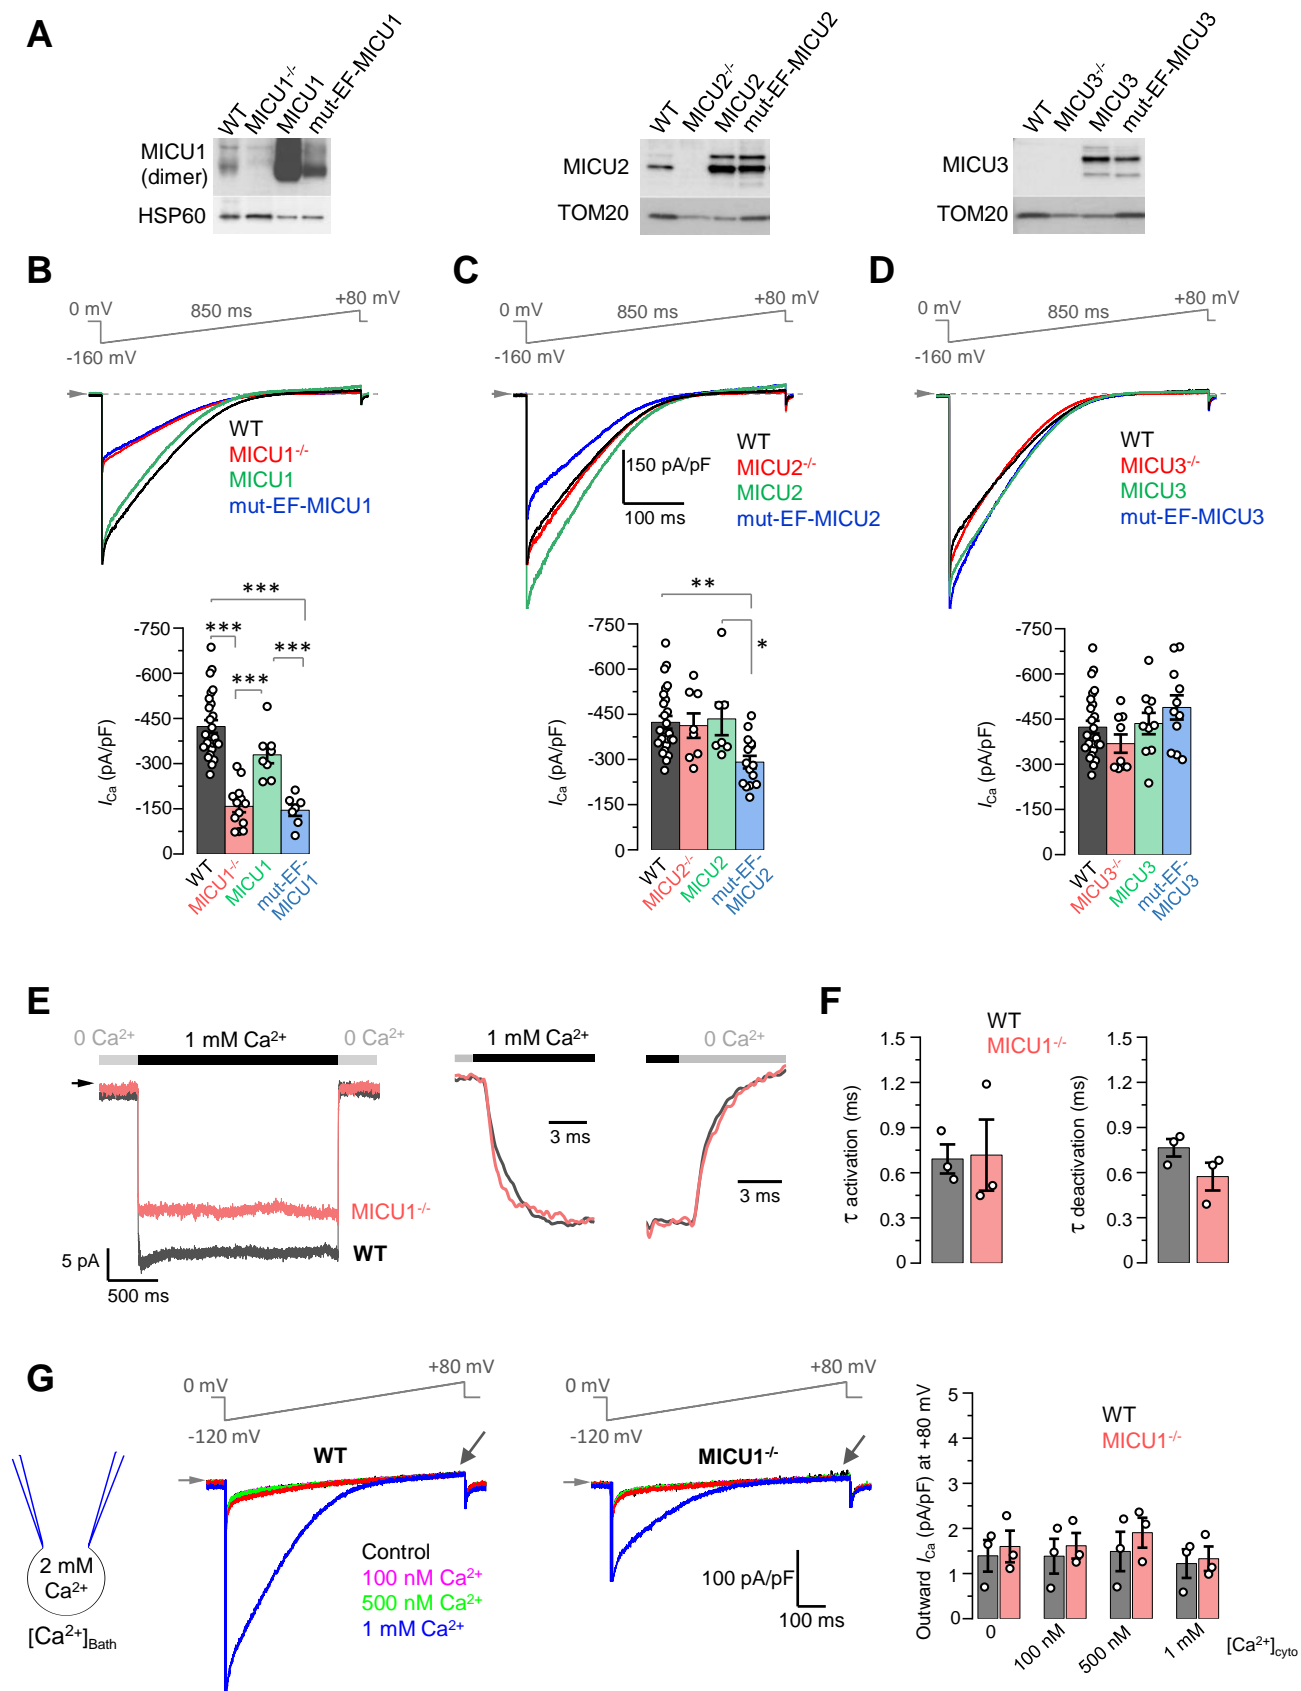 A
WT
MICU1-/-
MICU1
mut-EF-MICU1
MICU1
(dimer)
HSP60
WT
MICU2-/-
MICU2
mut-EF-MICU2
MICU2
TOM20
WT
MICU3-/-
MICU3
mut-EF-MICU3
MICU3
TOM20
B
0 mV
850 ms
+80 mV
-160 mV
WT
MICU1-/-
MICU1
mut-EF-MICU1
***
***
***
***
-750
-600
-450
-300
-150
0
ICa (pA/pF)
WT
MICU1-/-
MICU1
mut-EF-
MICU1
C
0 mV
850 ms
+80 mV
-160 mV
150 pA/pF
100 ms
WT
MICU2-/-
MICU2
mut-EF-MICU2
**
*
-750
-600
-450
-300
-150
0
ICa (pA/pF)
WT
MICU2-/-
MICU2
mut-EF-
MICU2
D
0 mV
850 ms
+80 mV
-160 mV
WT
MICU3-/-
MICU3
mut-EF-MICU3
-750
-600
-450
-300
-150
0
ICa (pA/pF)
WT
MICU3-/-
MICU3
mut-EF-
MICU3
E
0 Ca2+
1 mM Ca2+
0 Ca2+
MICU1-/-
WT
5 pA
500 ms
1 mM Ca2+
3 ms
0 Ca2+
3 ms
F
WT
MICU1-/-
1.5
1.2
0.9
0.6
0.3
0
τ activation (ms)
1.5
1.2
0.9
0.6
0.3
0
τ deactivation (ms)
G
2 mM
Ca2+
[Ca2+]Bath
0 mV
+80 mV
-120 mV
WT
Control
100 nM Ca2+
500 nM Ca2+
1 mM Ca2+
0 mV
+80 mV
-120 mV
MICU1-/-
100 pA/pF
100 ms
Outward ICa (pA/pF) at +80 mV
5
4
3
2
1
0
WT
MICU1-/-
0
100 nM
500 nM
1 mM
[Ca2+]cyto